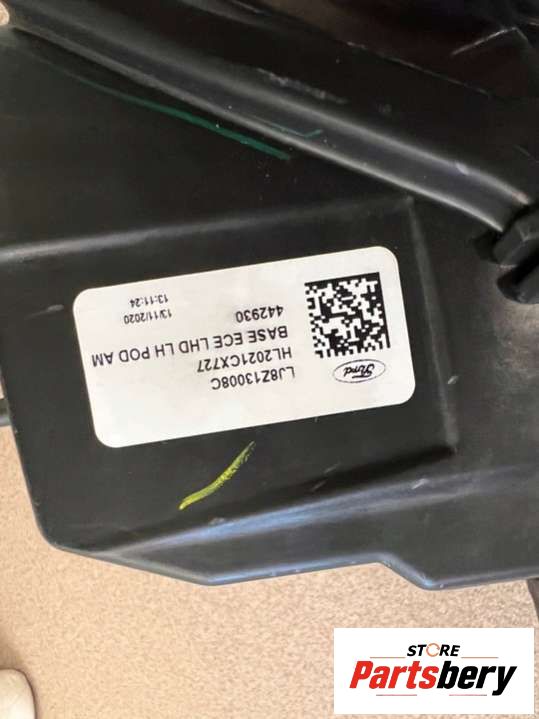 Ford
LJ8Z13008C
HL2021CX727
BASE ECE LHD LH POD AM
442930
13/11/2020
13:11:24
STORE
Partsbery